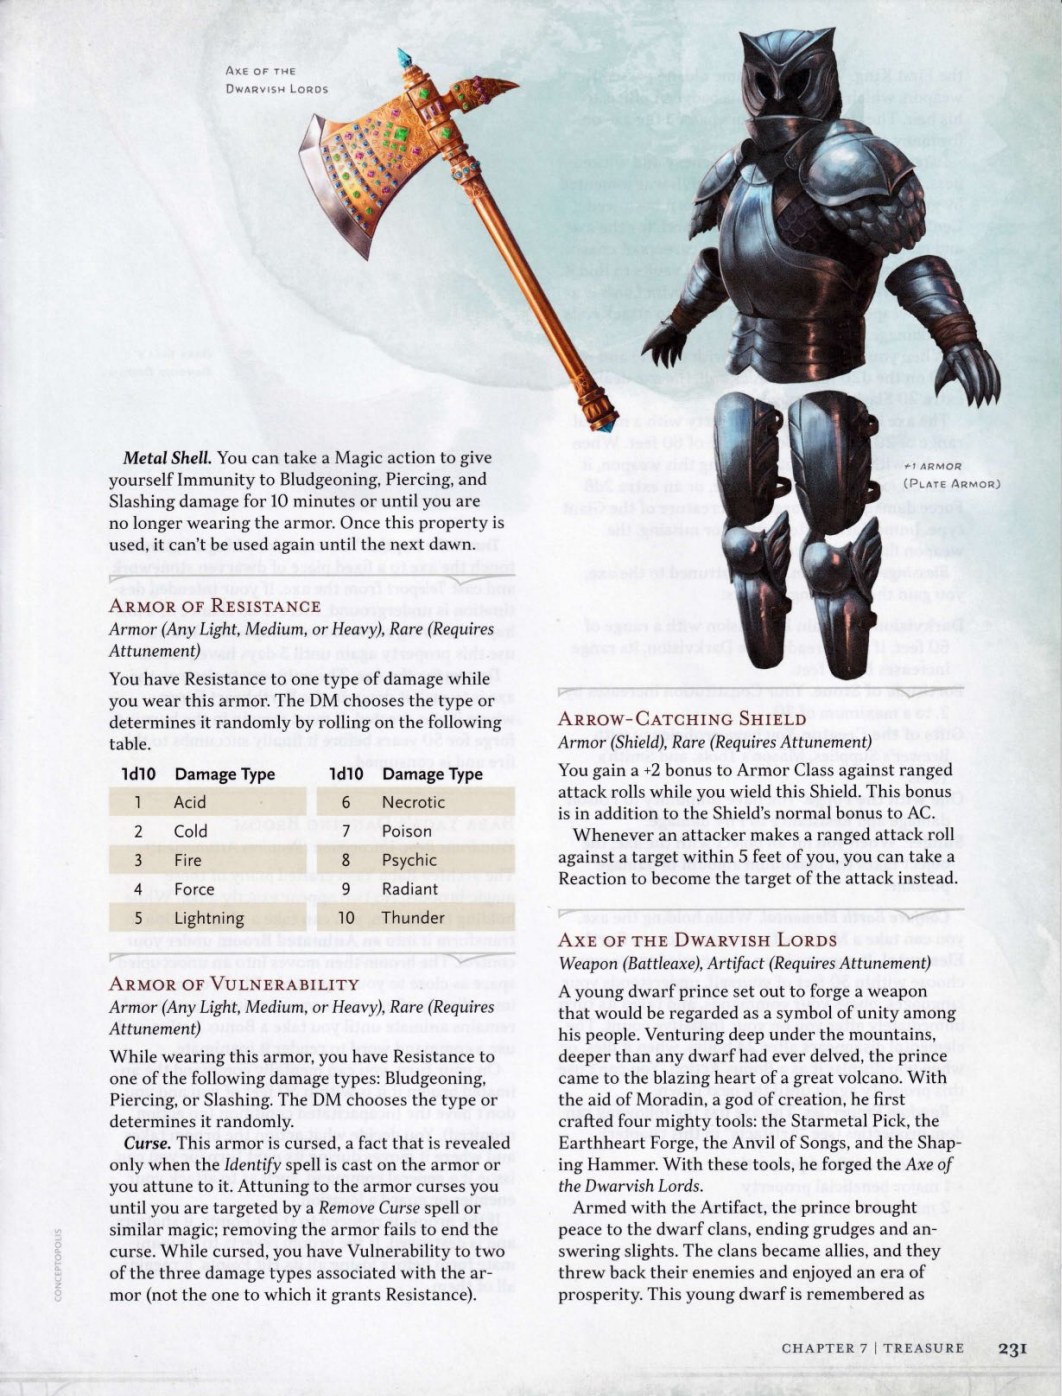 AXE OF THE
DWARVISH LORDS
+1 ARMOR
(PLATE ARMOR)
Metal Shell. You can take a Magic action to give
yourself Immunity to Bludgeoning, Piercing, and
Slashing damage for 10 minutes or until you are
no longer wearing the armor. Once this property is
used, it can't be used again until the next dawn.
ARMOR OF RESISTANCE
Armor (Any Light, Medium, or Heavy), Rare (Requires
Attunement)
You have Resistance to one type of damage while
you wear this armor. The DM chooses the type or
determines it randomly by rolling on the following
table.
1d10 Damage Type 1d10 Damage Type
1 Acid 6 Necrotic
2 Cold 7 Poison
3 Fire 8 Psychic
4 Force 9 Radiant
5 Lightning 10 Thunder
ARMOR OF VULNERABILITY
Armor (Any Light, Medium, or Heavy), Rare (Requires
Attunement)
While wearing this armor, you have Resistance to
one of the following damage types: Bludgeoning,
Piercing, or Slashing. The DM chooses the type or
determines it randomly.
Curse. This armor is cursed, a fact that is revealed
only when the Identify spell is cast on the armor or
you attune to it. Attuning to the armor curses you
until you are targeted by a Remove Curse spell or
similar magic; removing the armor fails to end the
curse. While cursed, you have Vulnerability to two
of the three damage types associated with the ar-
mor (not the one to which it grants Resistance).
ARROW-CATCHING SHIELD
Armor (Shield), Rare (Requires Attunement)
You gain a +2 bonus to Armor Class against ranged
attack rolls while you wield this Shield. This bonus
is in addition to the Shield's normal bonus to AC.
Whenever an attacker makes a ranged attack roll
against a target within 5 feet of you, you can take a
Reaction to become the target of the attack instead.
AXE OF THE DWARVISH LORDS
Weapon (Battleaxe), Artifact (Requires Attunement)
A young dwarf prince set out to forge a weapon
that would be regarded as a symbol of unity among
his people. Venturing deep under the mountains,
deeper than any dwarf had ever delved, the prince
came to the blazing heart of a great volcano. With
the aid of Moradin, a god of creation, he first
crafted four mighty tools: the Starmetal Pick, the
Earthheart Forge, the Anvil of Songs, and the Shap-
ing Hammer. With these tools, he forged the Axe of
the Dwarvish Lords.
Armed with the Artifact, the prince brought
peace to the dwarf clans, ending grudges and an-
swering slights. The clans became allies, and they
threw back their enemies and enjoyed an era of
prosperity. This young dwarf is remembered as
CONCEPTOPOLIS
CHAPTER 7 | TREASURE 231